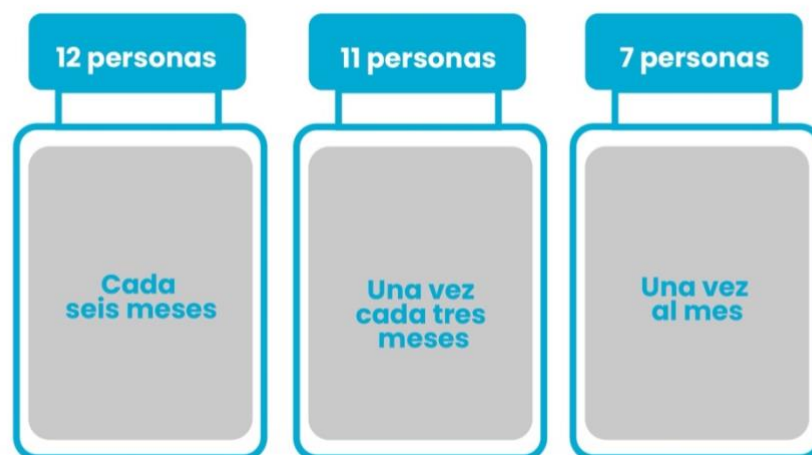 12 personas
11 personas
7 personas
Cada
seis meses
Una vez
cada tres
meses
Una vez
al mes